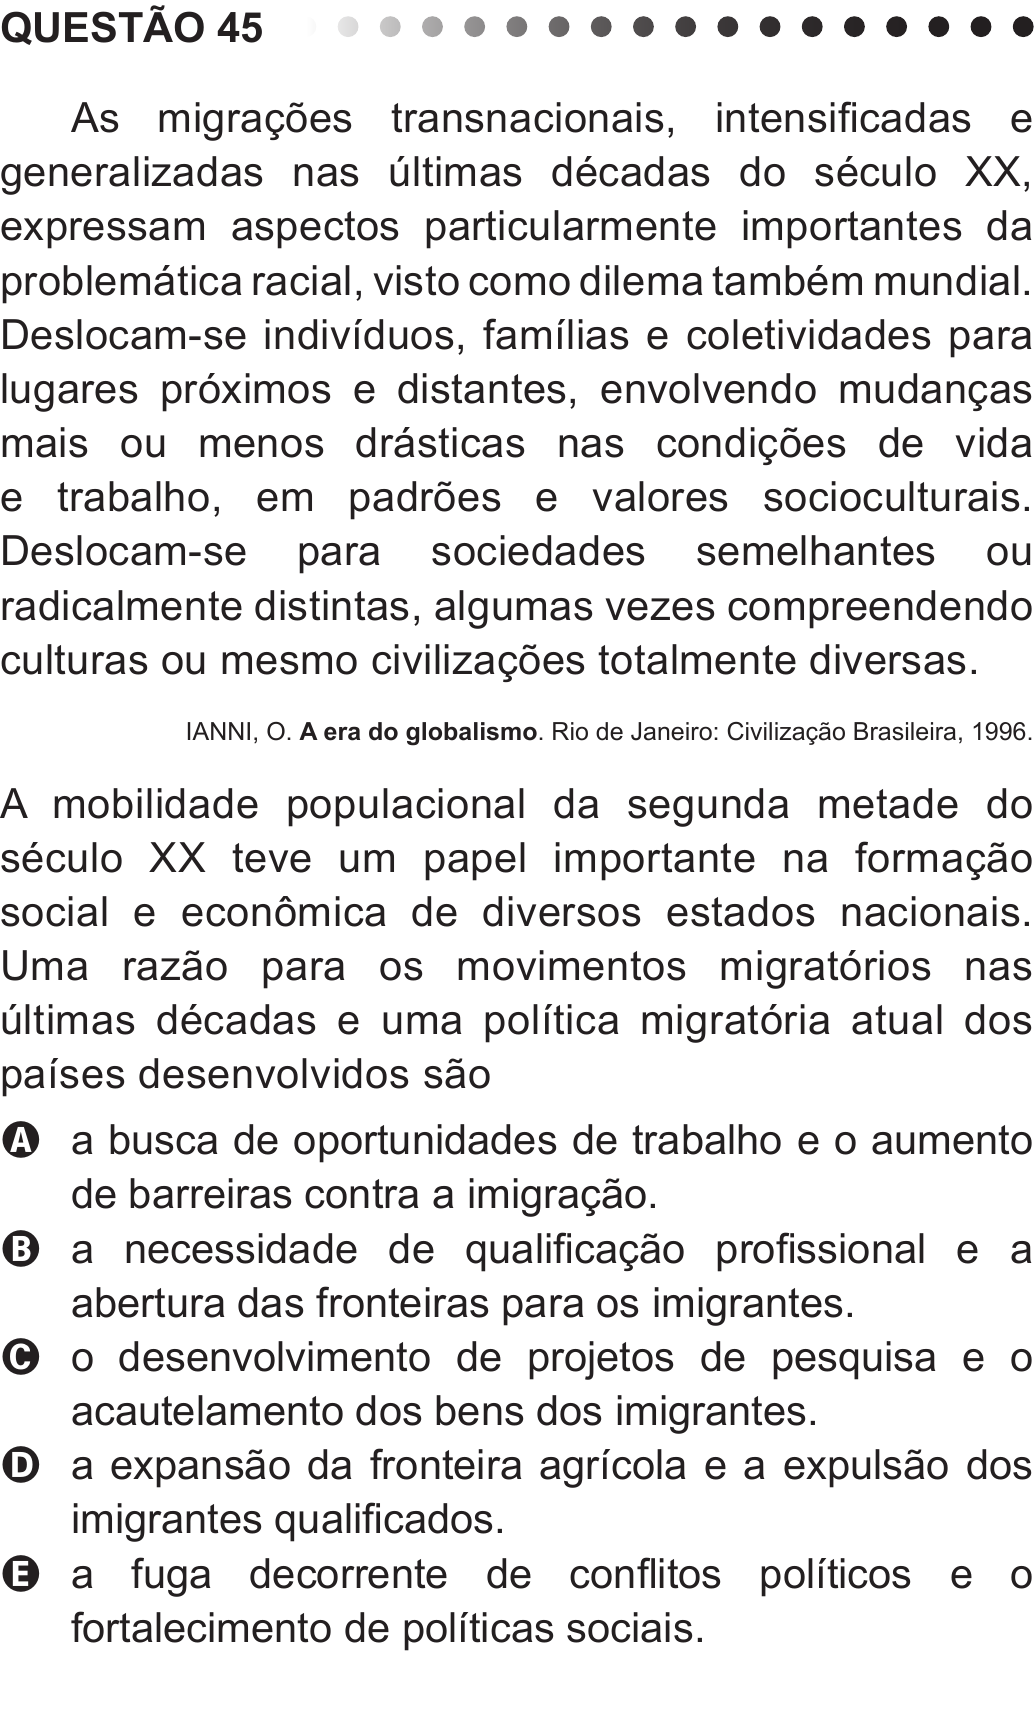 QUESTÃO 45
As migrações transnacionais, intensificadas e
generalizadas nas últimas décadas do século XX,
expressam aspectos particularmente importantes da
problemática racial, visto como dilema também mundial.
Deslocam-se indivíduos, famílias e coletividades para
lugares próximos e distantes, envolvendo mudanças
mais ou menos drásticas nas condições de vida
e trabalho, em padrões e valores socioculturais.
Deslocam-se para sociedades semelhantes ou
radicalmente distintas, algumas vezes compreendendo
culturas ou mesmo civilizações totalmente diversas.
IANNI, O. A era do globalismo. Rio de Janeiro: Civilização Brasileira, 1996.
A mobilidade populacional da segunda metade do
século XX teve um papel importante na formação
social e econômica de diversos estados nacionais.
Uma razão para os movimentos migratórios nas
últimas décadas e uma política migratória atual dos
países desenvolvidos são
A a busca de oportunidades de trabalho e o aumento
de barreiras contra a imigração.
B a necessidade de qualificação profissional e a
abertura das fronteiras para os imigrantes.
C o desenvolvimento de projetos de pesquisa e o
acautelamento dos bens dos imigrantes.
D a expansão da fronteira agrícola e a expulsão dos
imigrantes qualificados.
E a fuga decorrente de conflitos políticos e o
fortalecimento de políticas sociais.